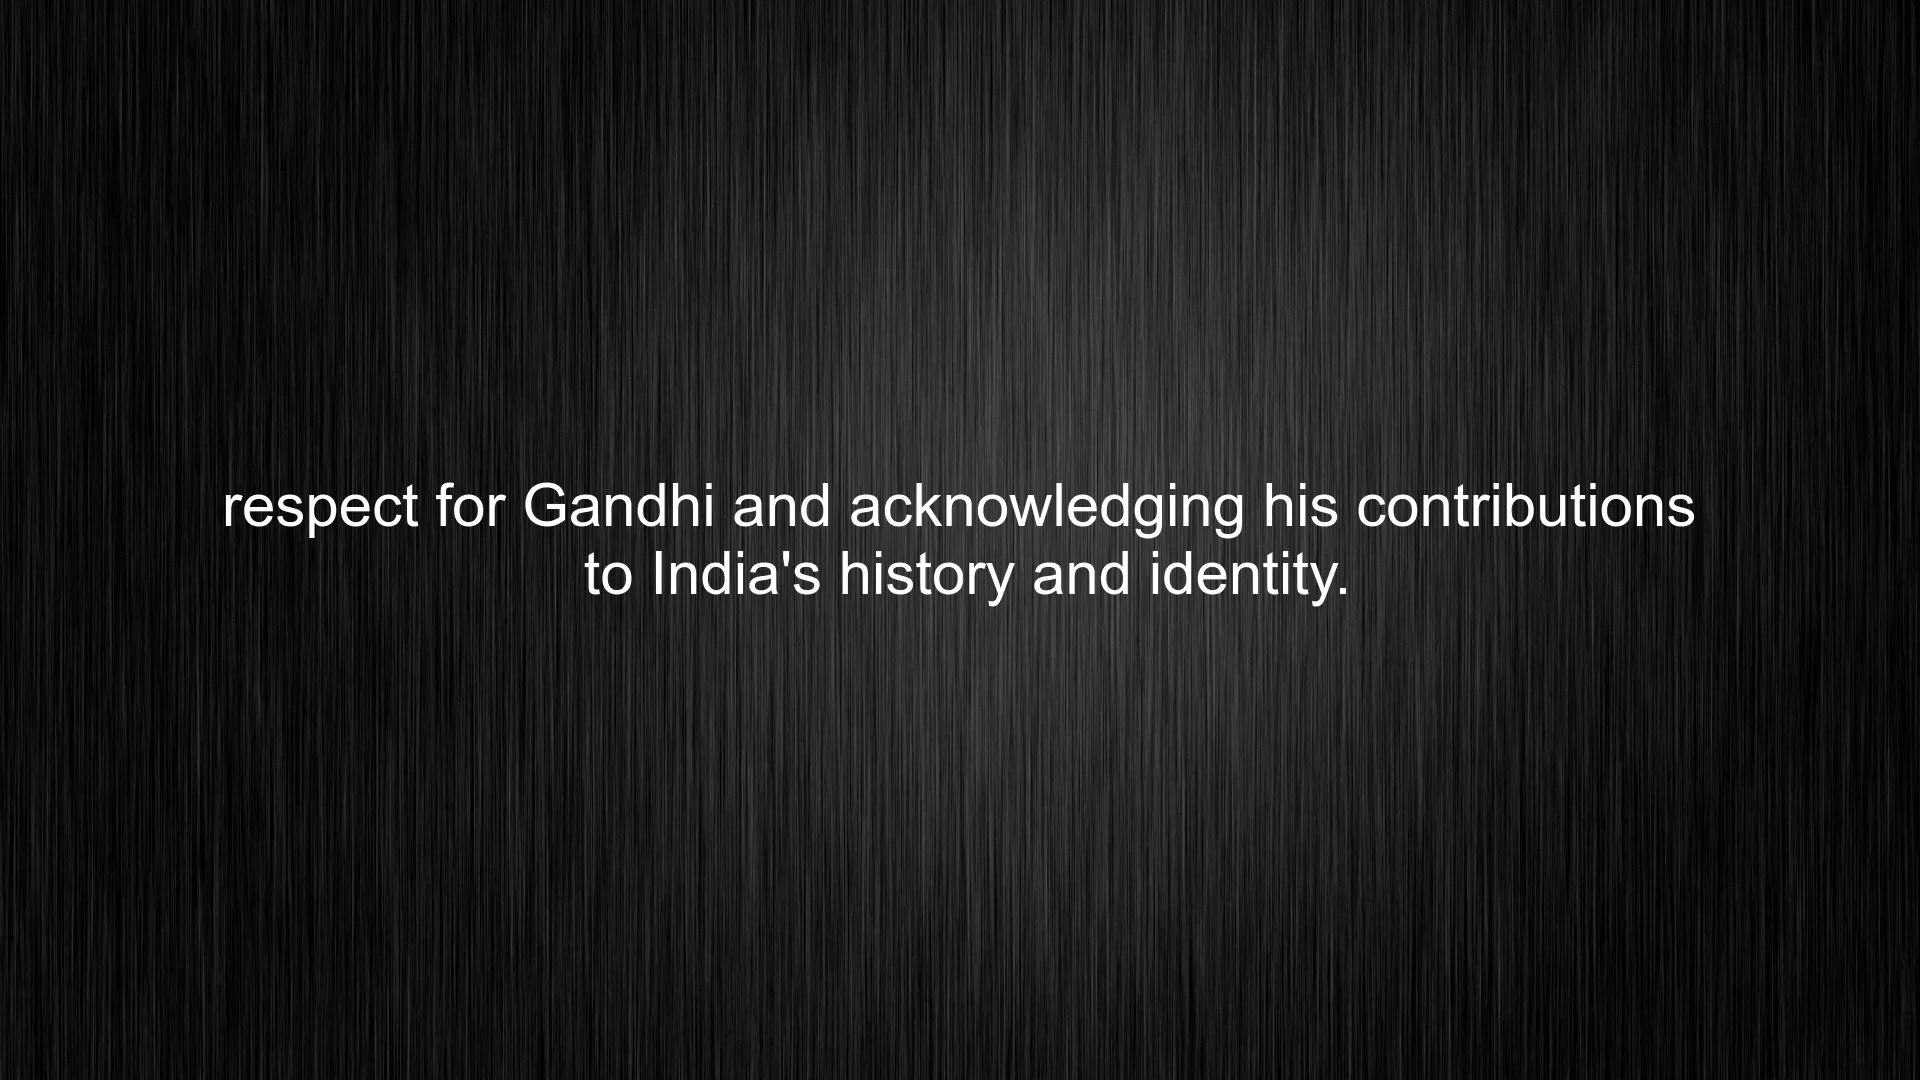 respect for Gandhi and acknowledging his contributions
to India's history and identity.